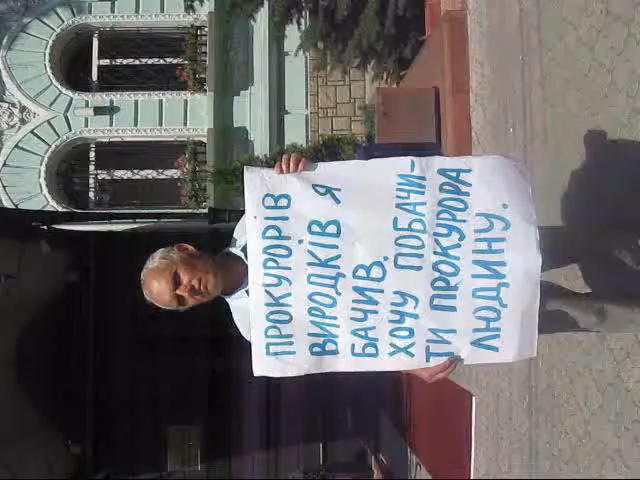 ПРОКУРОРІВ
ВИРОДКІВ Я
БАЧИВ.
ХОЧУ ПОБАЧИ-
ТИ ПРОКУРОРА
ЛЮДИНУ.